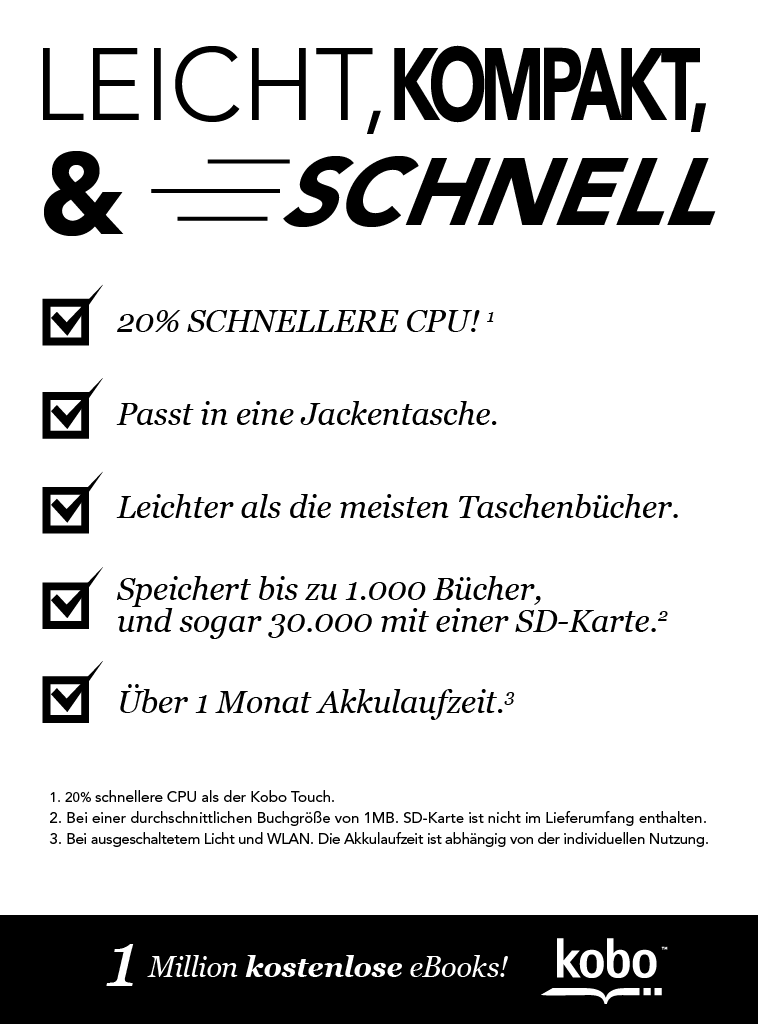 LEICHT, KOMPAKT,
& SCHNELL
20% SCHNELLERE CPU! ¹
Passt in eine Jackentasche.
Leichter als die meisten Taschenbücher.
Speichert bis zu 1.000 Bücher,
und sogar 30.000 mit einer SD-Karte.²
Über 1 Monat Akkulaufzeit.³
1. 20% schnellere CPU als der Kobo Touch.
2. Bei einer durchschnittlichen Buchgröße von 1MB. SD-Karte ist nicht im Lieferumfang enthalten.
3. Bei ausgeschaltetem Licht und WLAN. Die Akkulaufzeit ist abhängig von der individuellen Nutzung.
1 Million kostenlose eBooks!
kobo™